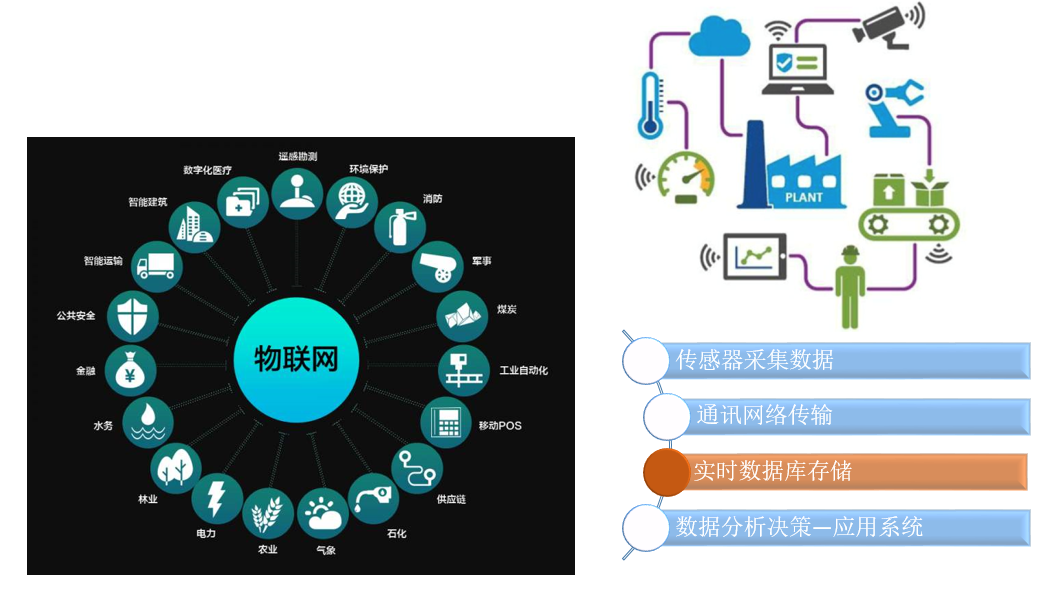 遥感勘测
环境保护
消防
军事
煤炭
工业自动化
移动POS
供应链
石化
气象
农业
电力
林业
水务
金融
公共安全
智能运输
智能建筑
数字化医疗
物联网
¥
PLANT
传感器采集数据
通讯网络传输
实时数据库存储
数据分析决策—应用系统